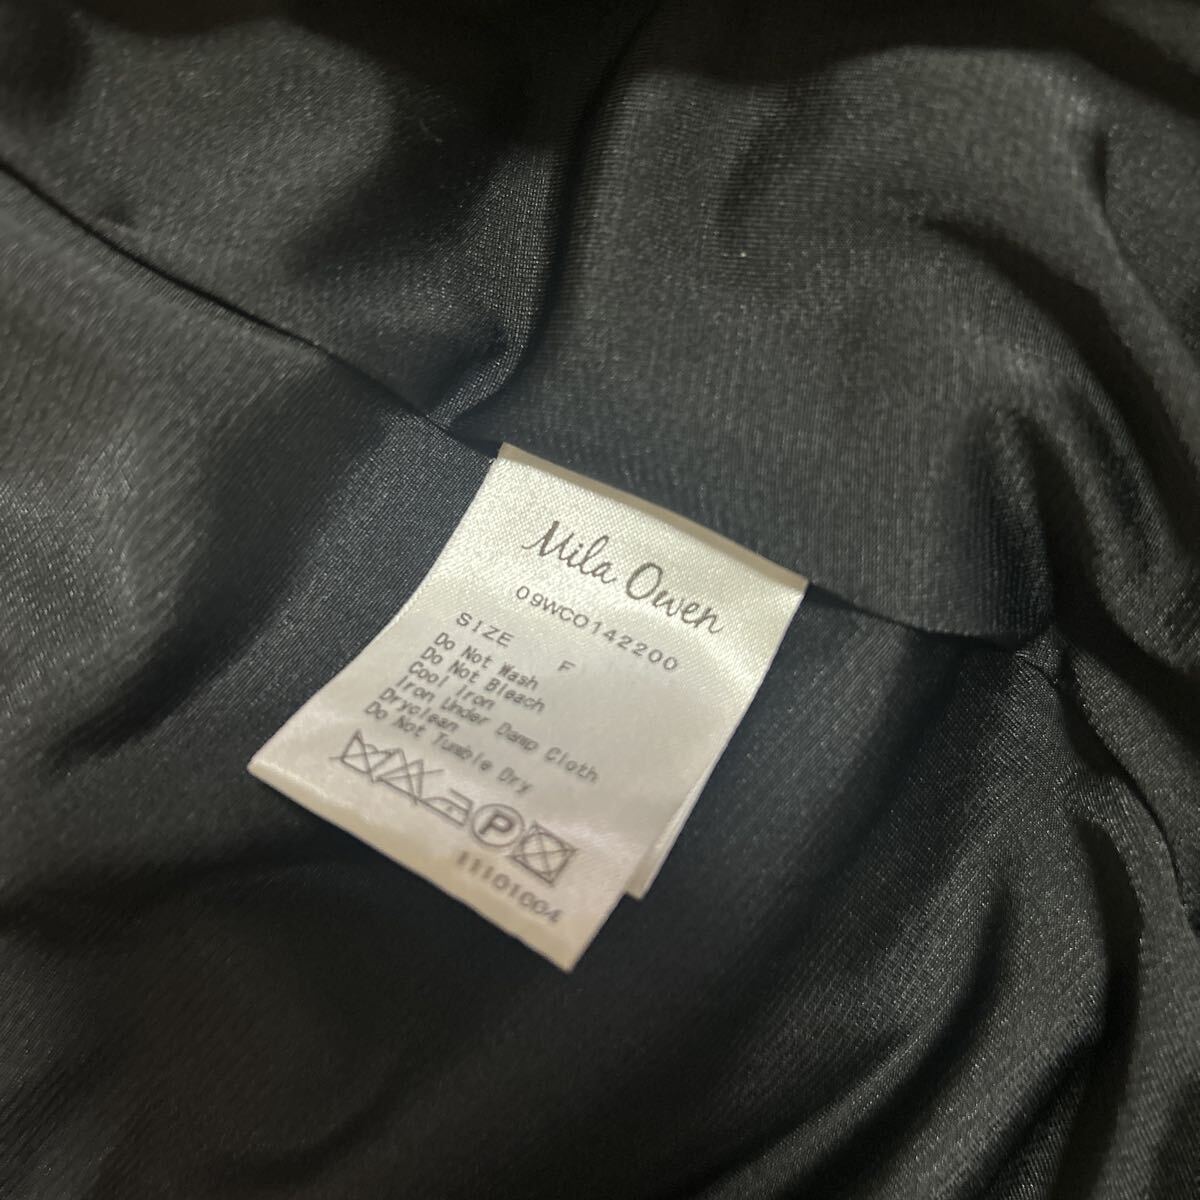 Mila Owen
09WCO142200
SIZE F
Do Not Wash
Do Not Bleach
Cool Iron
Iron Under Damp Cloth
Dryclean
Do Not Tumble Dry
P
11101004